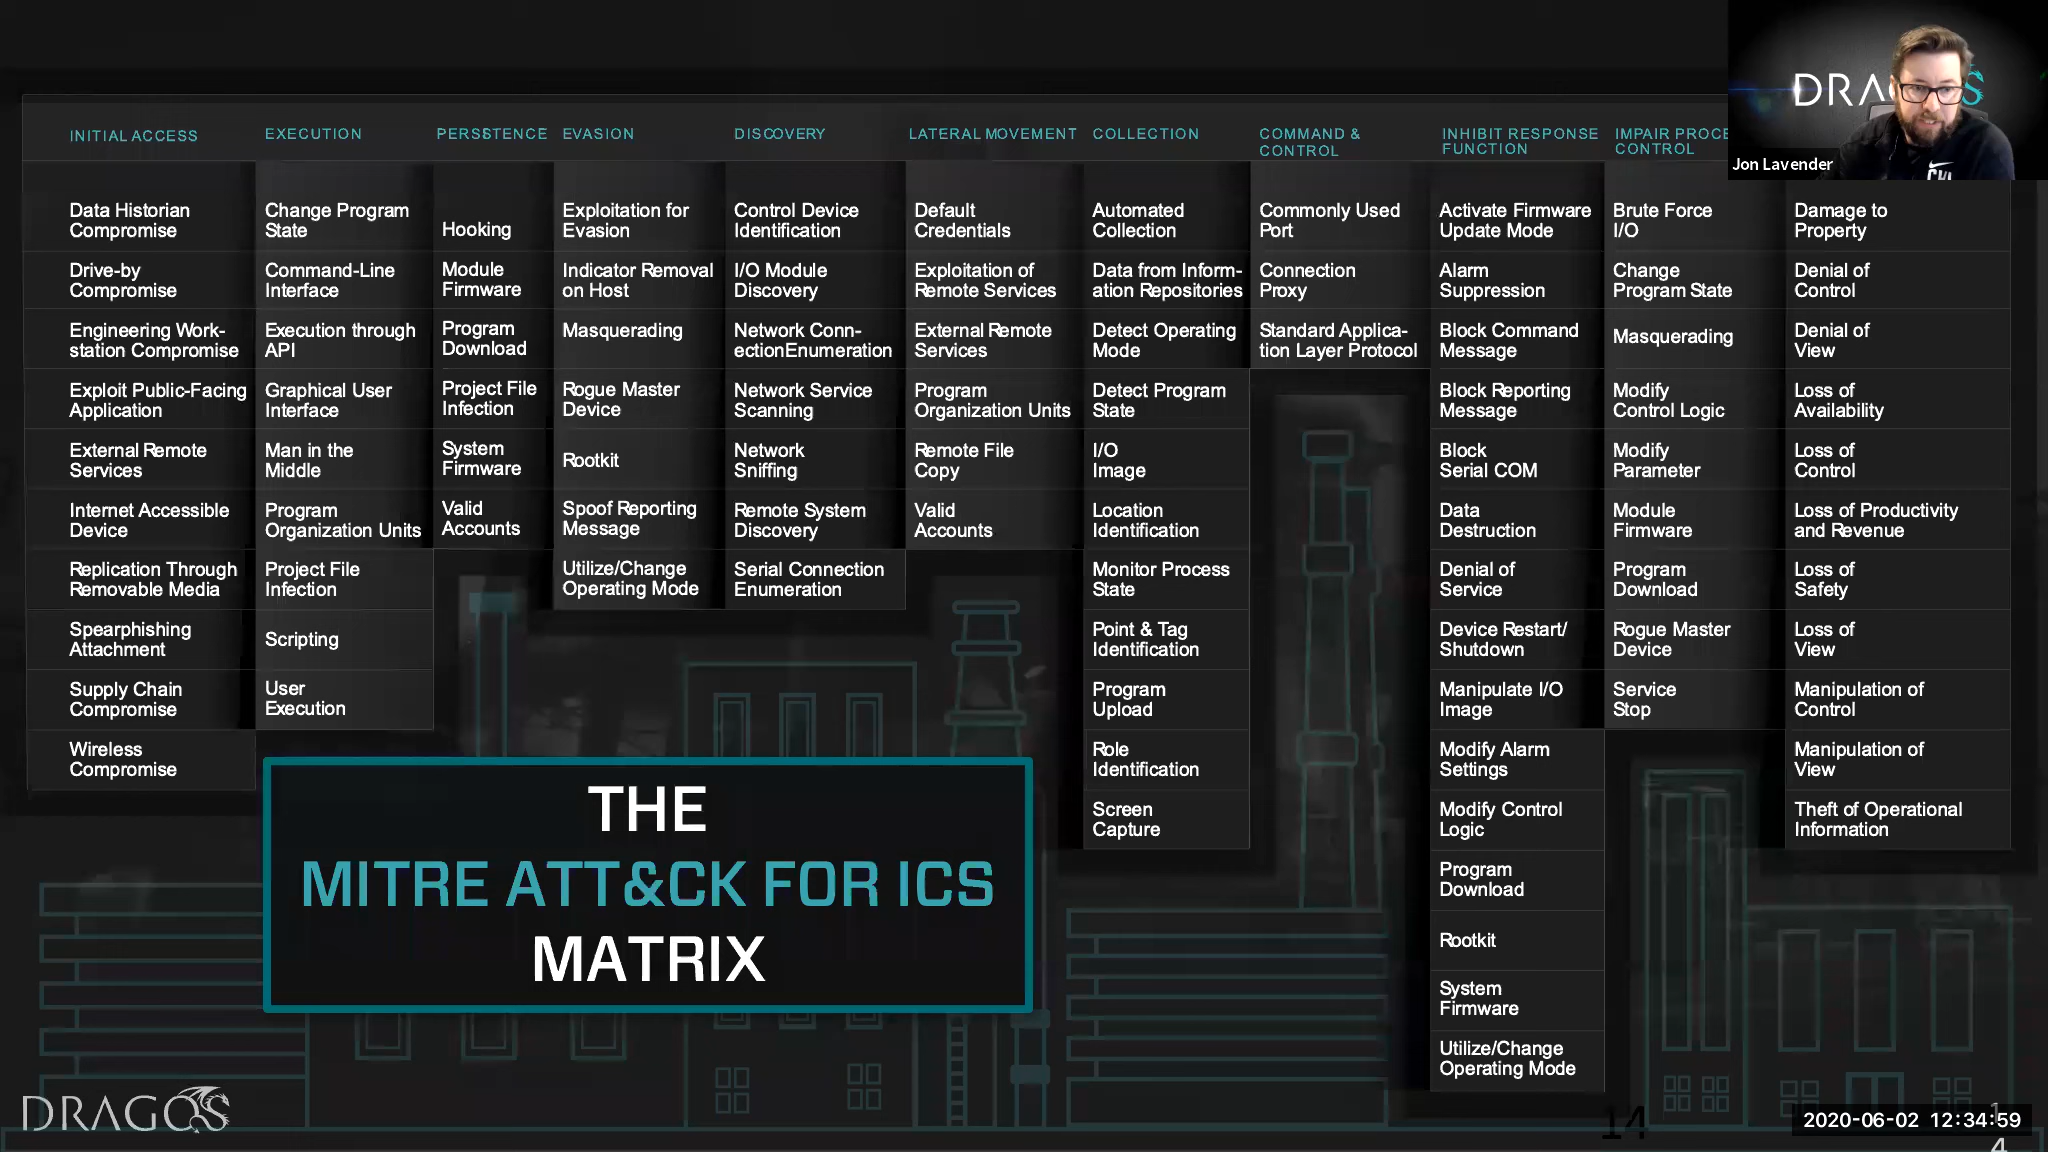 INITIAL ACCESS
EXECUTION
PERSISTENCE
EVASION
DISCOVERY
LATERAL MOVEMENT
COLLECTION
COMMAND &
CONTROL
INHIBIT RESPONSE
FUNCTION
IMPAIR PROCE
CONTROL
DRAGOS
Jon Lavender
Data Historian
Compromise
Drive-by
Compromise
Engineering Work-
station Compromise
Exploit Public-Facing
Application
External Remote
Services
Internet Accessible
Device
Replication Through
Removable Media
Spearphishing
Attachment
Supply Chain
Compromise
Wireless
Compromise
Change Program
State
Command-Line
Interface
Execution through
API
Graphical User
Interface
Man in the
Middle
Program
Organization Units
Project File
Infection
Scripting
User
Execution
Hooking
Module
Firmware
Program
Download
Project File
Infection
System
Firmware
Valid
Accounts
Exploitation for
Evasion
Indicator Removal
on Host
Masquerading
Rogue Master
Device
Rootkit
Spoof Reporting
Message
Utilize/Change
Operating Mode
Control Device
Identification
I/O Module
Discovery
Network Conn-
ectionEnumeration
Network Service
Scanning
Network
Sniffing
Remote System
Discovery
Serial Connection
Enumeration
Default
Credentials
Exploitation of
Remote Services
External Remote
Services
Program
Organization Units
Remote File
Copy
Valid
Accounts
Automated
Collection
Data from Inform-
ation Repositories
Detect Operating
Mode
Detect Program
State
I/O
Image
Location
Identification
Monitor Process
State
Point & Tag
Identification
Program
Upload
Role
Identification
Screen
Capture
Commonly Used
Port
Connection
Proxy
Standard Applica-
tion Layer Protocol
Activate Firmware
Update Mode
Alarm
Suppression
Block Command
Message
Block Reporting
Message
Block
Serial COM
Data
Destruction
Denial of
Service
Device Restart/
Shutdown
Manipulate I/O
Image
Modify Alarm
Settings
Modify Control
Logic
Program
Download
Rootkit
System
Firmware
Utilize/Change
Operating Mode
Brute Force
I/O
Change
Program State
Masquerading
Modify
Control Logic
Modify
Parameter
Module
Firmware
Program
Download
Rogue Master
Device
Service
Stop
Damage to
Property
Denial of
Control
Denial of
View
Loss of
Availability
Loss of
Control
Loss of Productivity
and Revenue
Loss of
Safety
Loss of
View
Manipulation of
Control
Manipulation of
View
Theft of Operational
Information
THE
MITRE ATT&CK FOR ICS
MATRIX
DRAGOS
14
2020-06-02 12:34:59
1
4